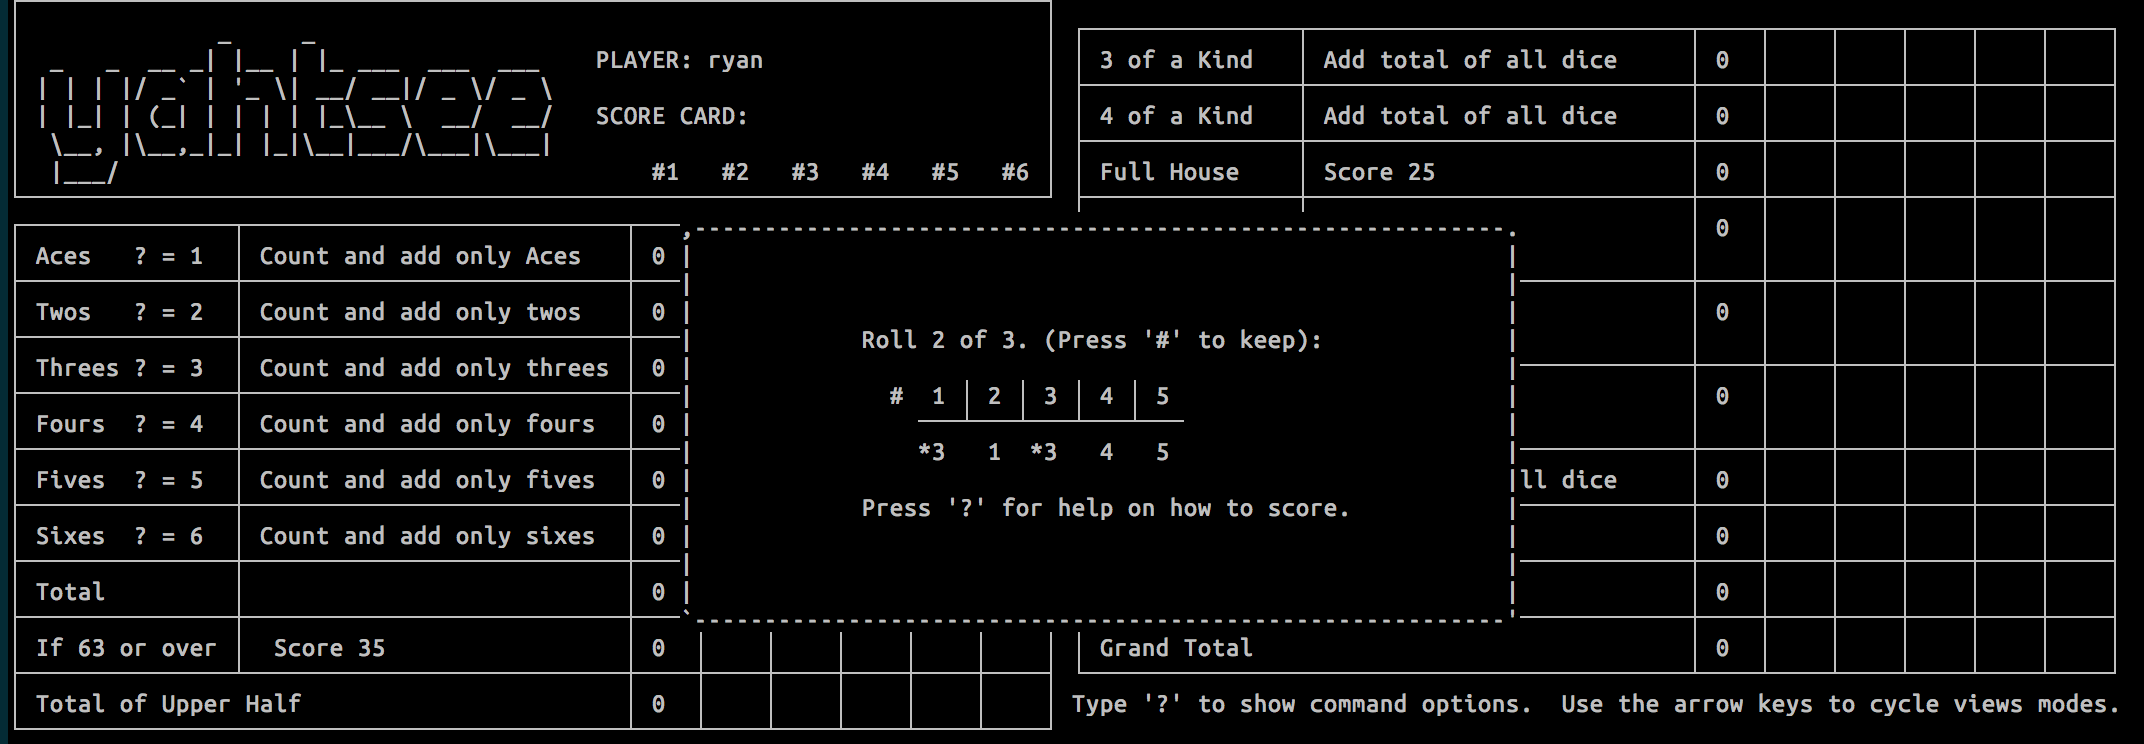 yahtsee
PLAYER: ryan
SCORE CARD:
#1 #2 #3 #4 #5 #6
Aces ? = 1 Count and add only Aces 0
Twos ? = 2 Count and add only twos 0
Threes ? = 3 Count and add only threes 0
Fours ? = 4 Count and add only fours 0
Fives ? = 5 Count and add only fives 0
Sixes ? = 6 Count and add only sixes 0
Total 0
If 63 or over Score 35 0
Total of Upper Half 0
3 of a Kind Add total of all dice 0
4 of a Kind Add total of all dice 0
Full House Score 25 0
0
0
0
ll dice 0
0
0
Grand Total 0
Roll 2 of 3. (Press '#' to keep):
# 1 2 3 4 5
*3 1 *3 4 5
Press '?' for help on how to score.
Type '?' to show command options. Use the arrow keys to cycle views modes.